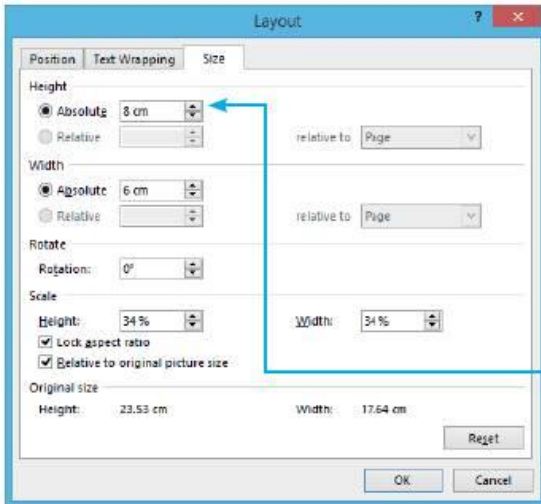 Layout
? ×
Position Text Wrapping Size
Height
Absolute 8 cm
Relative relative to Page
Width
Absolute 6 cm
Relative relative to Page
Rotate
Rotation: 0°
Scale
Height: 34 % Width: 34 %
Lock aspect ratio
Relative to original picture size
Original size
Height: 23.53 cm Width: 17.64 cm
Reset
OK Cancel